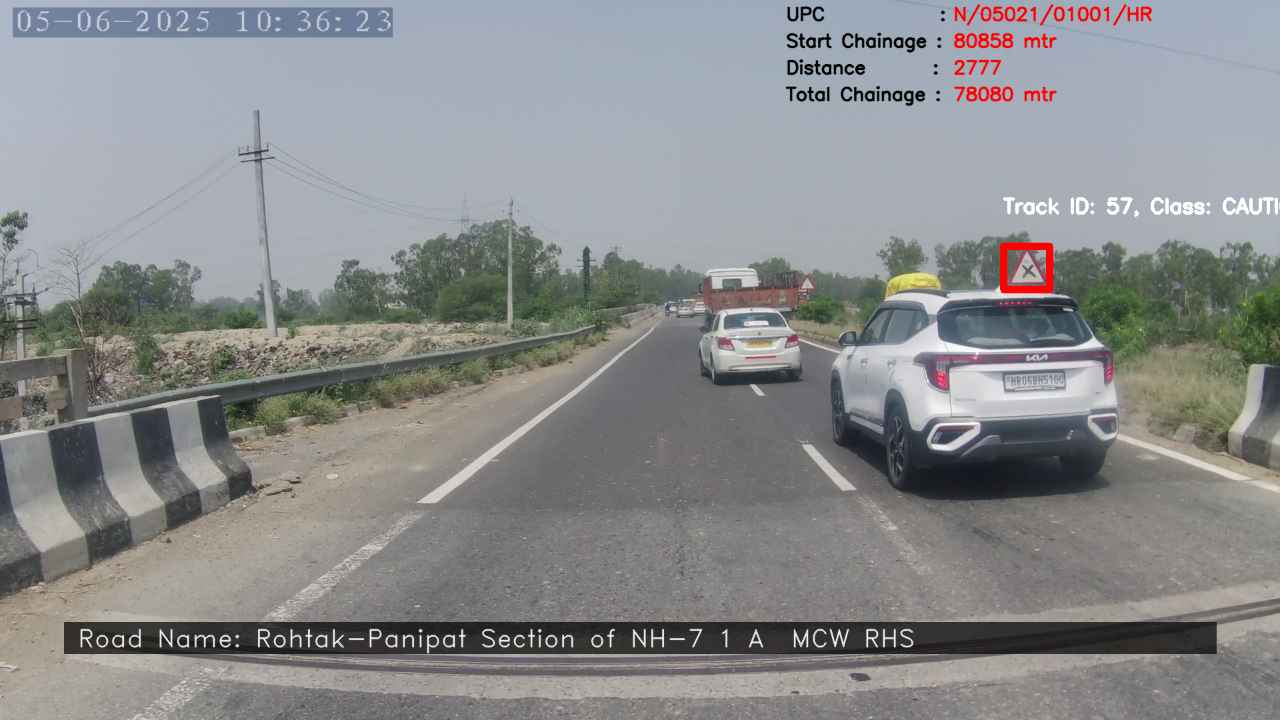 05-06-2025 10:36:23
UPC : N/05021/01001/HR
Start Chainage : 80858 mtr
Distance : 2777
Total Chainage : 78080 mtr
Track ID: 57, Class: CAUTI
KIA
HR05BH5100
Road Name: Rohtak-Panipat Section of NH-7 1 A MCW RHS